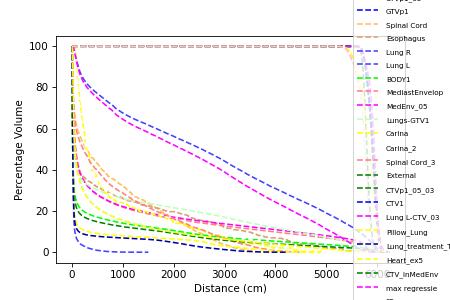 GTVp1
Spinal Cord
Esophagus
Lung R
Lung L
BODY1
MediastEnvelop
MedEnv_05
Lungs-GTV1
Carina
Carina_2
Spinal Cord_3
External
CTVp1_05_03
CTV1
Lung L-CTV_03
Pillow_Lung
Lung_treatment_T
Heart_ex5
CTV_inMedEnv
max regressie
100
80
60
40
20
0
Percentage Volume
0
1000
2000
3000
4000
5000
Distance (cm)